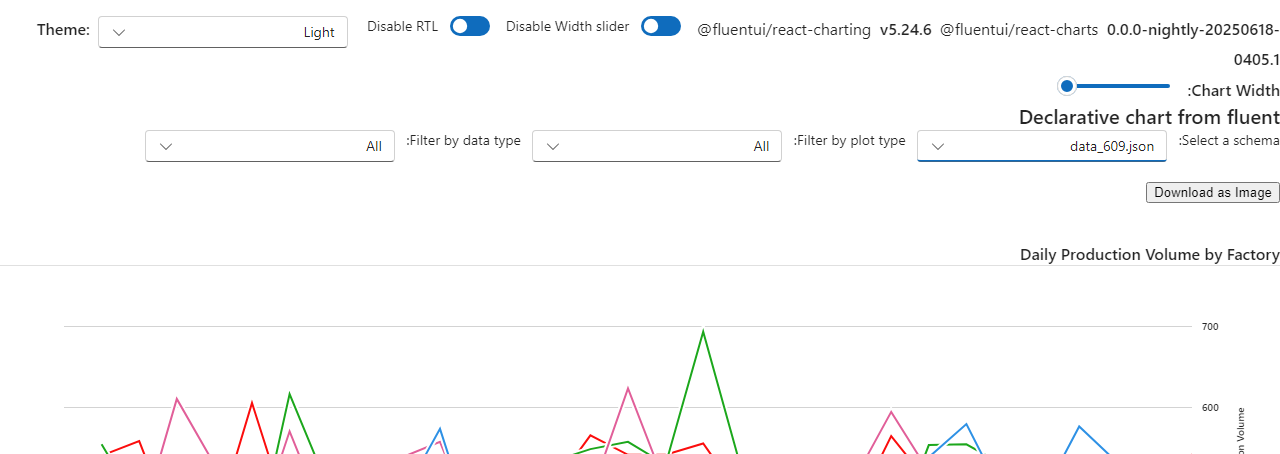 Theme: Light Disable RTL Disable Width slider @fluentui/react-charting v5.24.6 @fluentui/react-charts 0.0.0-nightly-20250618-
0405.1
:Chart Width
Declarative chart from fluent
:Select a schema data_609.json :Filter by plot type All :Filter by data type All
Download as Image
Daily Production Volume by Factory
700
600
Volume